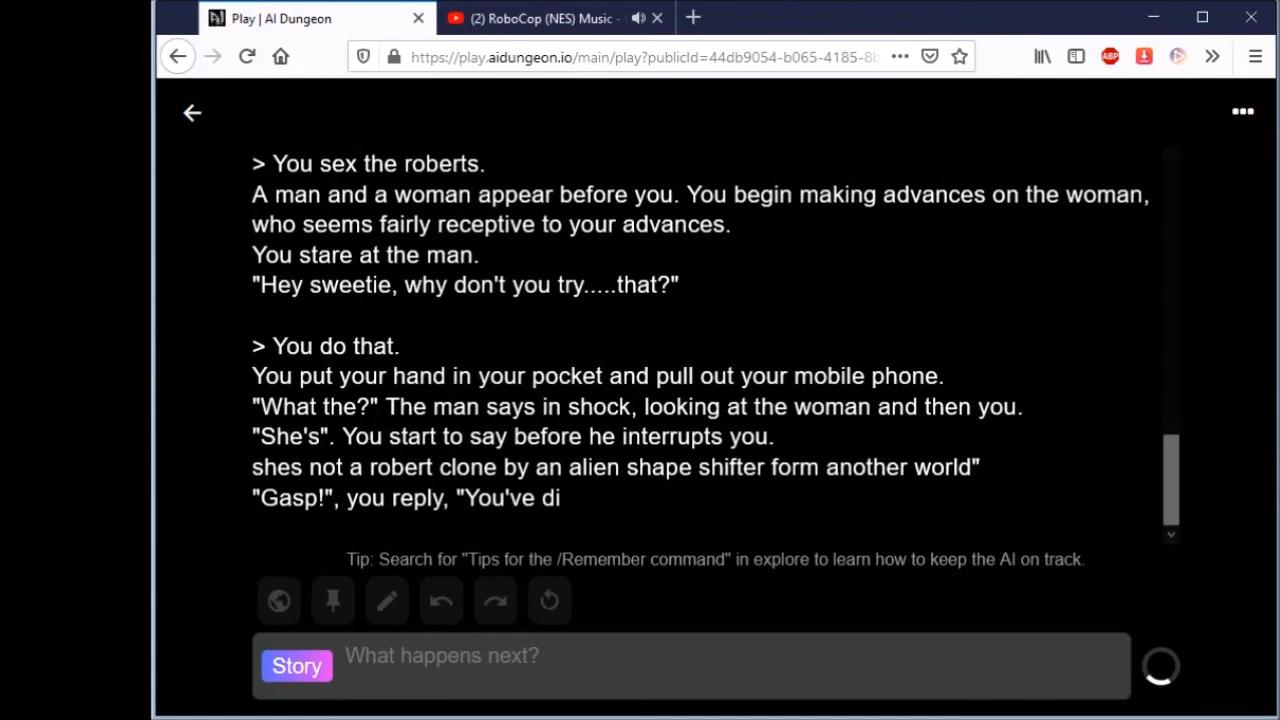 Play | AI Dungeon
(2) RoboCop (NES) Music -
https://play.aidungeon.io/main/play?publicId=44db9054-b065-4185-8b
ABP
> You sex the roberts.
A man and a woman appear before you. You begin making advances on the woman,
who seems fairly receptive to your advances.
You stare at the man.
"Hey sweetie, why don't you try.....that?"
> You do that.
You put your hand in your pocket and pull out your mobile phone.
"What the?" The man says in shock, looking at the woman and then you.
"She's". You start to say before he interrupts you.
shes not a robert clone by an alien shape shifter form another world"
"Gasp!", you reply, "You've di
Tip: Search for "Tips for the /Remember command" in explore to learn how to keep the AI on track.
Story What happens next?